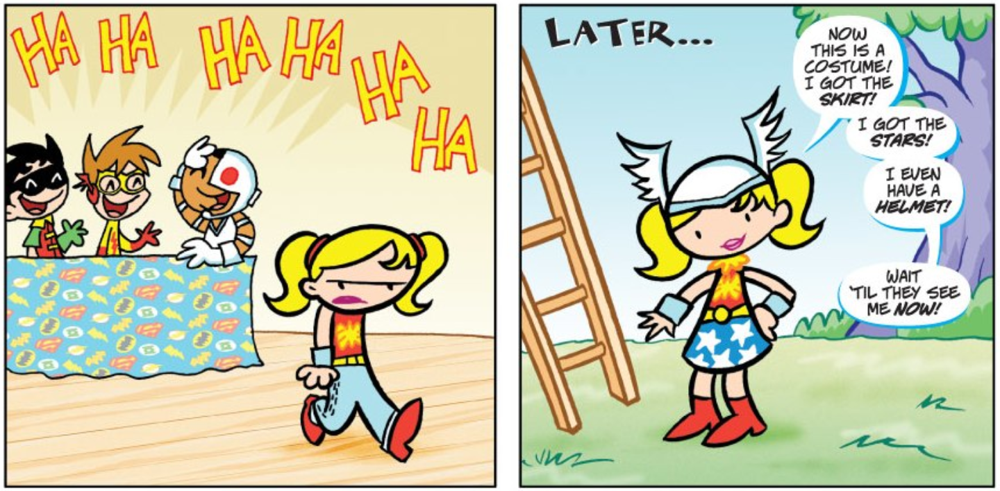 HA HA HA HA HA
HA
LATER...
NOW
THIS IS A
COSTUME!
I GOT THE
SKIRT!
I GOT THE
STARS!
I EVEN
HAVE A
HELMET!
WAIT
'TIL THEY SEE
ME NOW!